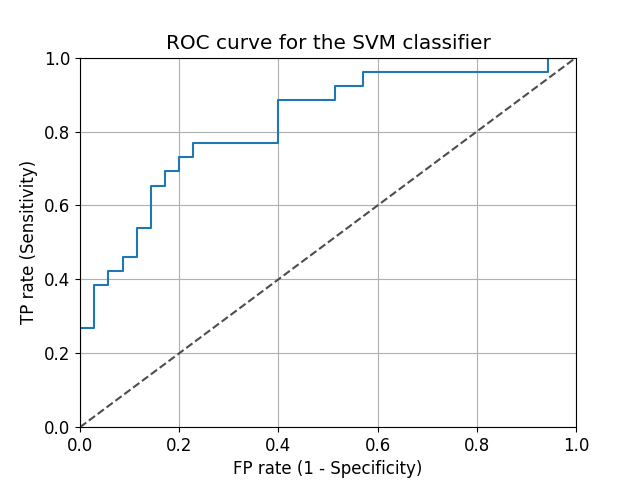 ROC curve for the SVM classifier
1.0
0.8
0.6
0.4
0.2
0.0
TP rate (Sensitivity)
0.0 0.2 0.4 0.6 0.8 1.0
FP rate (1 - Specificity)